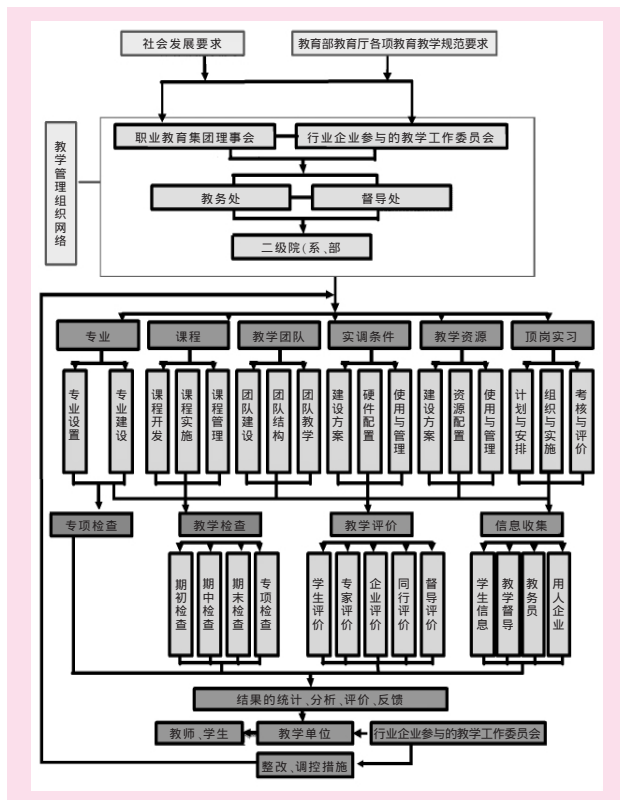 社会发展要求
教育部教育厅各项教育教学规范要求
教学管理组织网络
职业教育集团理事会
行业企业参与的教学工作委员会
教务处
督导处
二级院(系、部
专业
课程
教学团队
实调条件
教学资源
顶岗实习
专业设置
专业建设
课程开发
课程实施
课程管理
团队建设
团队结构
团队教学
建设方案
硬件配置
使用与管理
建设方案
资源配置
使用与管理
计划与安排
组织与实施
考核与评价
专项检查
教学检查
教学评价
信息收集
期初检查
期中检查
期末检查
专项检查
学生评价
专家评价
企业评价
同行评价
督导评价
学生信息
教学督导
教务员
用人企业
结果的统计、分析、评价、反馈
教师、学生
教学单位
行业企业参与的教学工作委员会
整改、调控措施